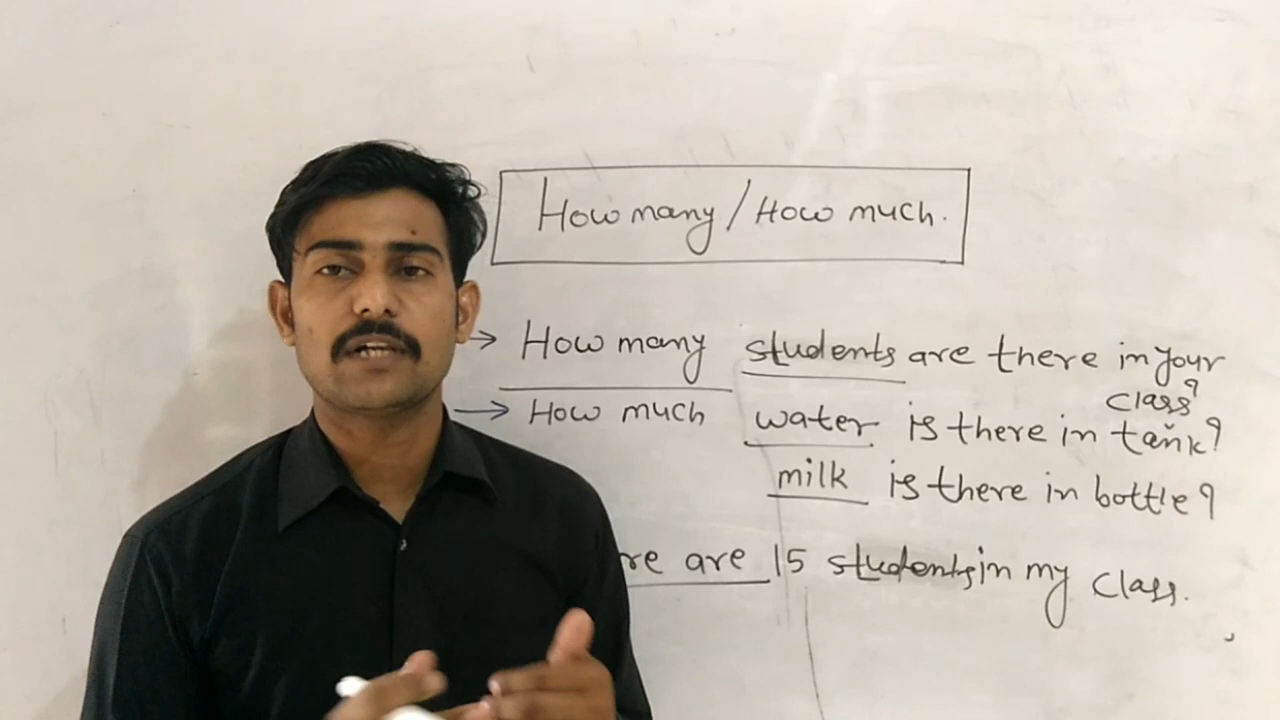 How many / How much.
→ How many students are there in your
class?
→ How much water is there in tank?
milk is there in bottle?
re are 15 students in my class.